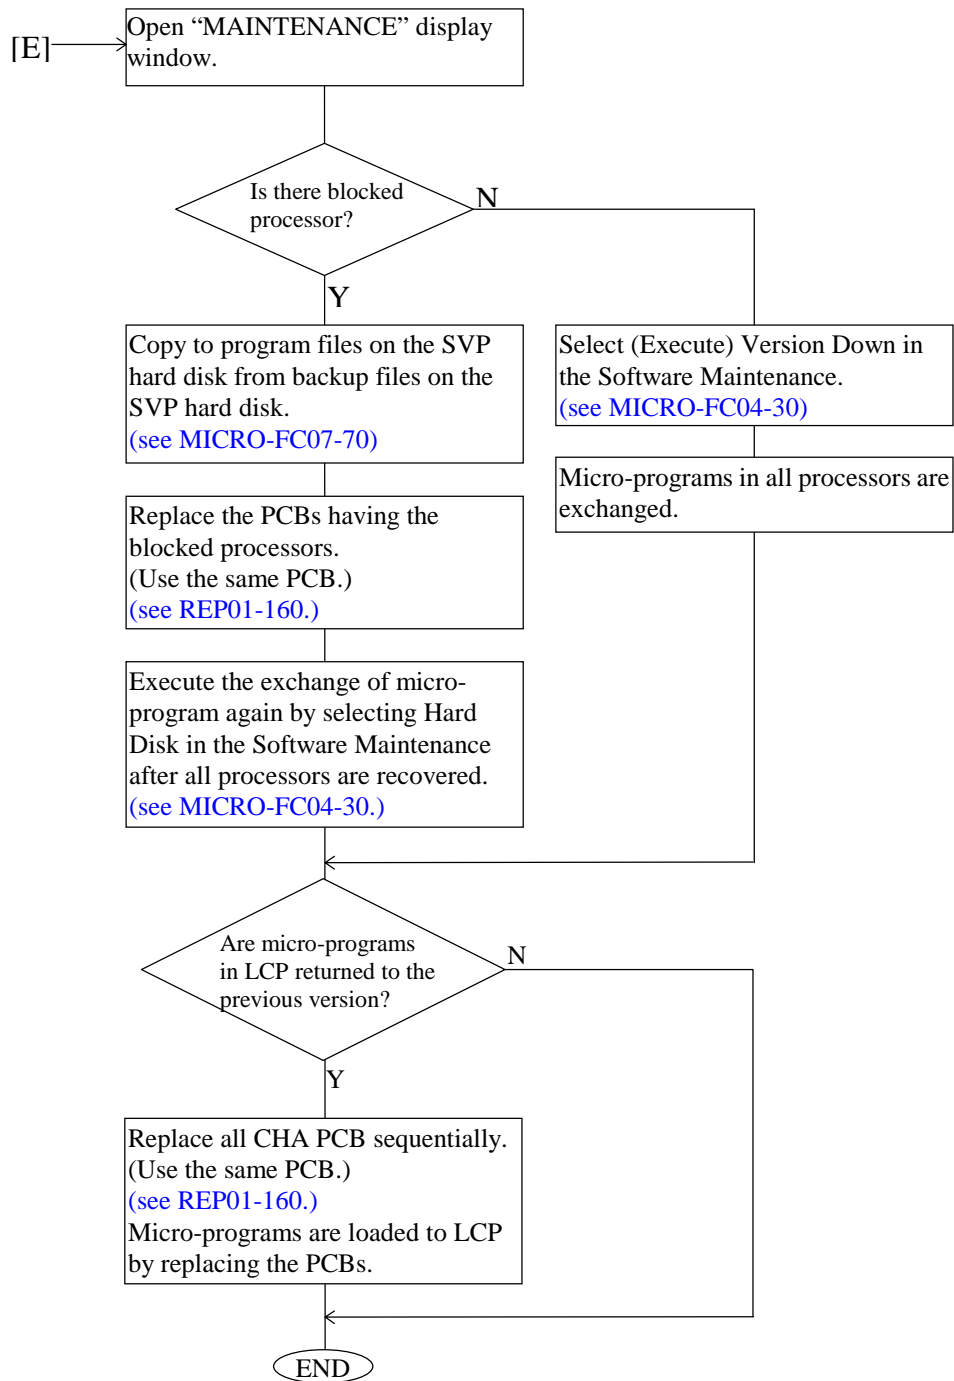 [E]
Open “MAINTENANCE” display
window.
Is there blocked
processor?
N
Y
Copy to program files on the SVP
hard disk from backup files on the
SVP hard disk.
(see MICRO-FC07-70)
Select (Execute) Version Down in
the Software Maintenance.
(see MICRO-FC04-30)
Micro-programs in all processors are
exchanged.
Replace the PCBs having the
blocked processors.
(Use the same PCB.)
(see REP01-160.)
Execute the exchange of micro-
program again by selecting Hard
Disk in the Software Maintenance
after all processors are recovered.
(see MICRO-FC04-30.)
Are micro-programs
in LCP returned to the
previous version?
N
Y
Replace all CHA PCB sequentially.
(Use the same PCB.)
(see REP01-160.)
Micro-programs are loaded to LCP
by replacing the PCBs.
END